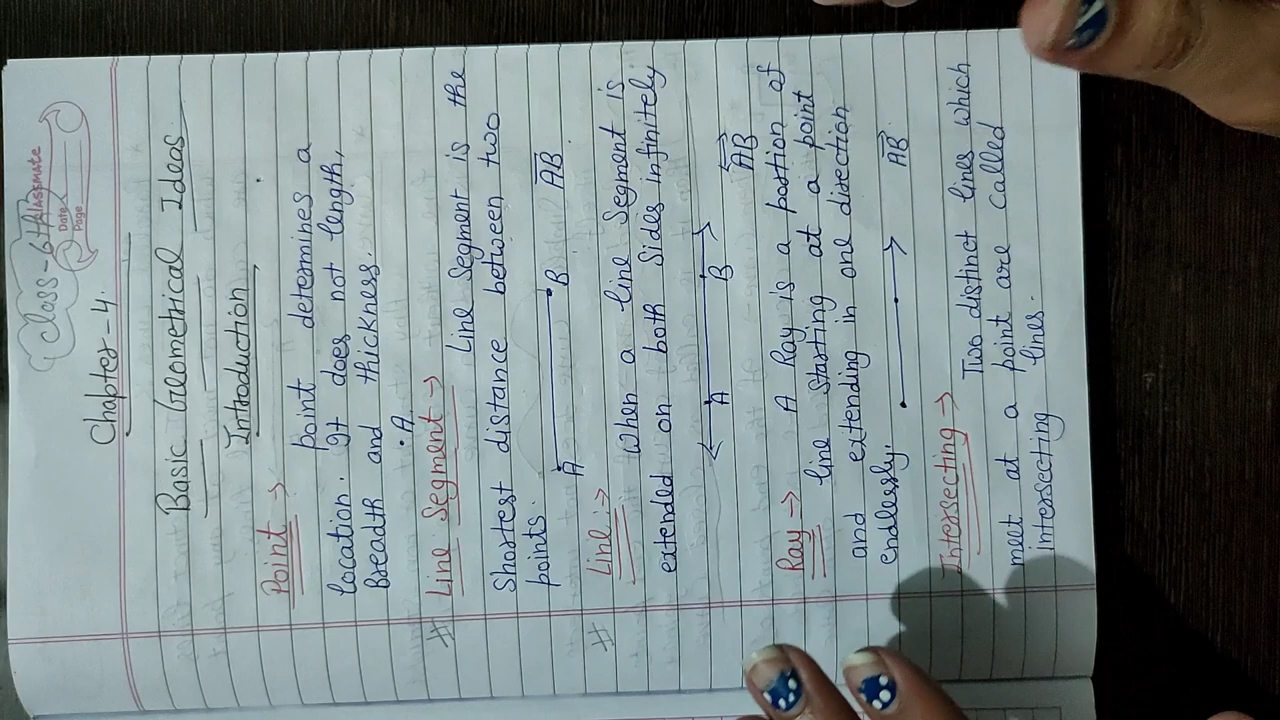 Class-6th
CLASSMATE
Date
Page
Chapter-4.
Basic Geometrical Ideas
Introduction
Point →
point determines a
location. It does not length,
Breadth and thickness.
• A
# Line Segment → Line Segment is the
Shortest distance between two
points.
A B AB
# Line :→ When a line Segment is
extended on both Sides infinitely
A B AB
Ray → A Ray is a portion of
line Starting at a point
and extending in one direction
endlessly. AB
Intersecting → Two distinct lines which
meet at a point are called
Intersecting lines.